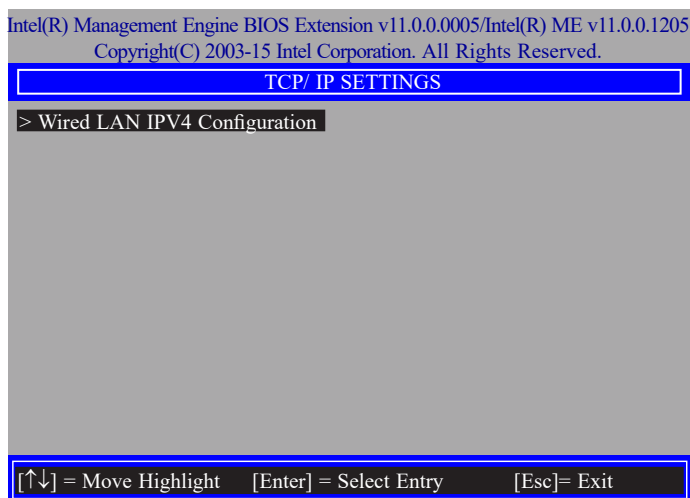 Intel(R) Management Engine BIOS Extension v11.0.0.0005/Intel(R) ME v11.0.0.1205
Copyright(C) 2003-15 Intel Corporation. All Rights Reserved.
TCP/ IP SETTINGS
> Wired LAN IPV4 Configuration
[↑↓] = Move Highlight [Enter] = Select Entry [Esc]= Exit